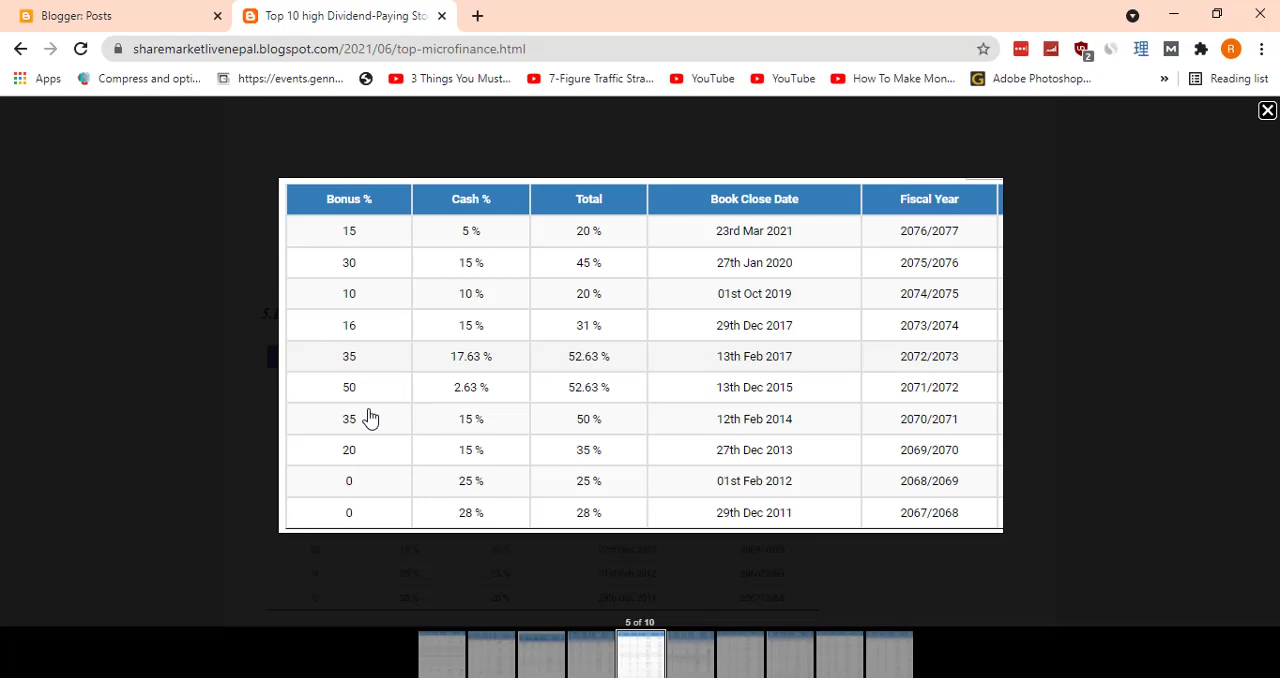 Blogger: Posts
Top 10 high Dividend-Paying Sto
sharemarketlivenepal.blogspot.com/2021/06/top-microfinance.html
2
M
R
Apps
Compress and opti...
https://events.genn...
3 Things You Must...
7-Figure Traffic Stra...
YouTube
YouTube
How To Make Mon...
Adobe Photoshop...
»
Reading list
Bonus % Cash % Total Book Close Date Fiscal Year
15 5 % 20 % 23rd Mar 2021 2076/2077
30 15 % 45 % 27th Jan 2020 2075/2076
10 10 % 20 % 01st Oct 2019 2074/2075
16 15 % 31 % 29th Dec 2017 2073/2074
35 17.63 % 52.63 % 13th Feb 2017 2072/2073
50 2.63 % 52.63 % 13th Dec 2015 2071/2072
35 15 % 50 % 12th Feb 2014 2070/2071
20 15 % 35 % 27th Dec 2013 2069/2070
0 25 % 25 % 01st Feb 2012 2068/2069
0 28 % 28 % 29th Dec 2011 2067/2068
5 of 10